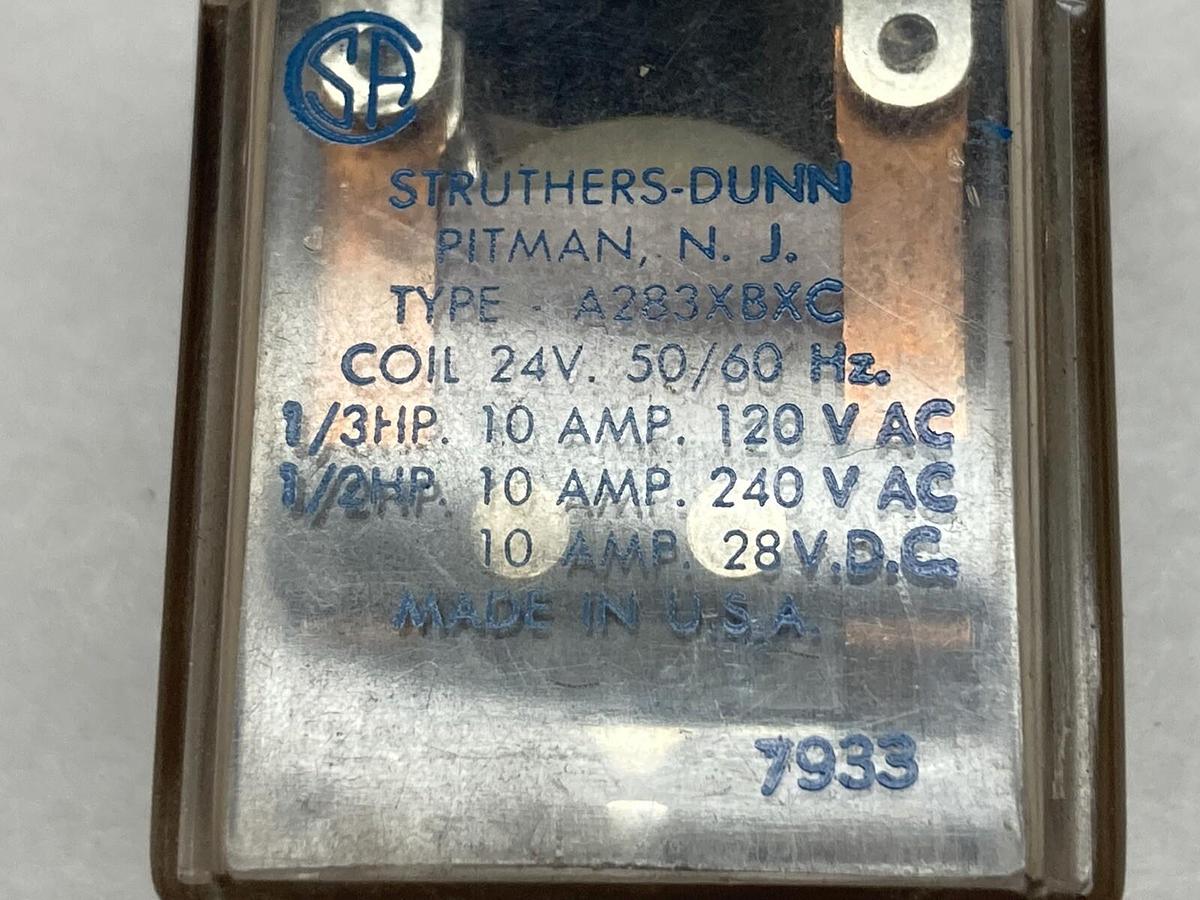 SA
STRUTHERS-DUNN
PITMAN, N. J.
TYPE - A283XBXC
COIL 24V. 50/60 Hz.
1/3HP. 10 AMP. 120 V AC
1/2HP. 10 AMP. 240 V AC
10 AMP. 28 V.D.C.
MADE IN U.S.A.
7933